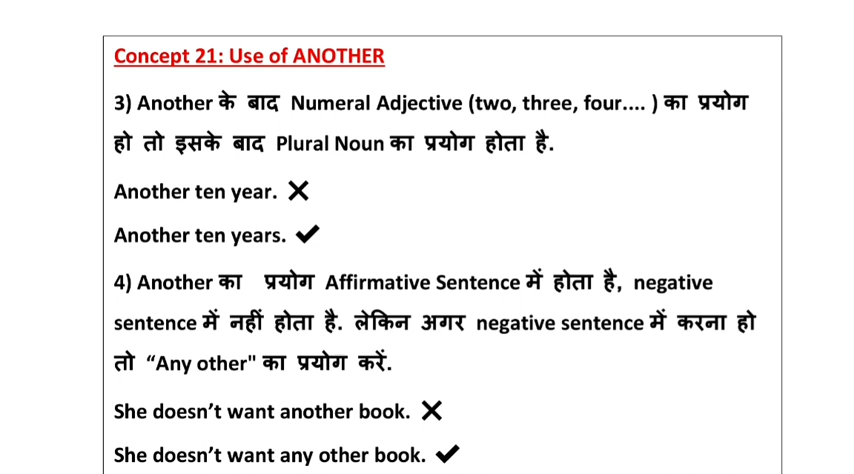 Concept 21: Use of ANOTHER
3) Another के बाद Numeral Adjective (two, three, four.... ) का प्रयोग
हो तो इसके बाद Plural Noun का प्रयोग होता है.
Another ten year. ✕
Another ten years. ✔
4) Another का प्रयोग Affirmative Sentence में होता है, negative
sentence में नहीं होता है. लेकिन अगर negative sentence में करना हो
तो “Any other" का प्रयोग करें.
She doesn’t want another book. ✕
She doesn’t want any other book. ✔